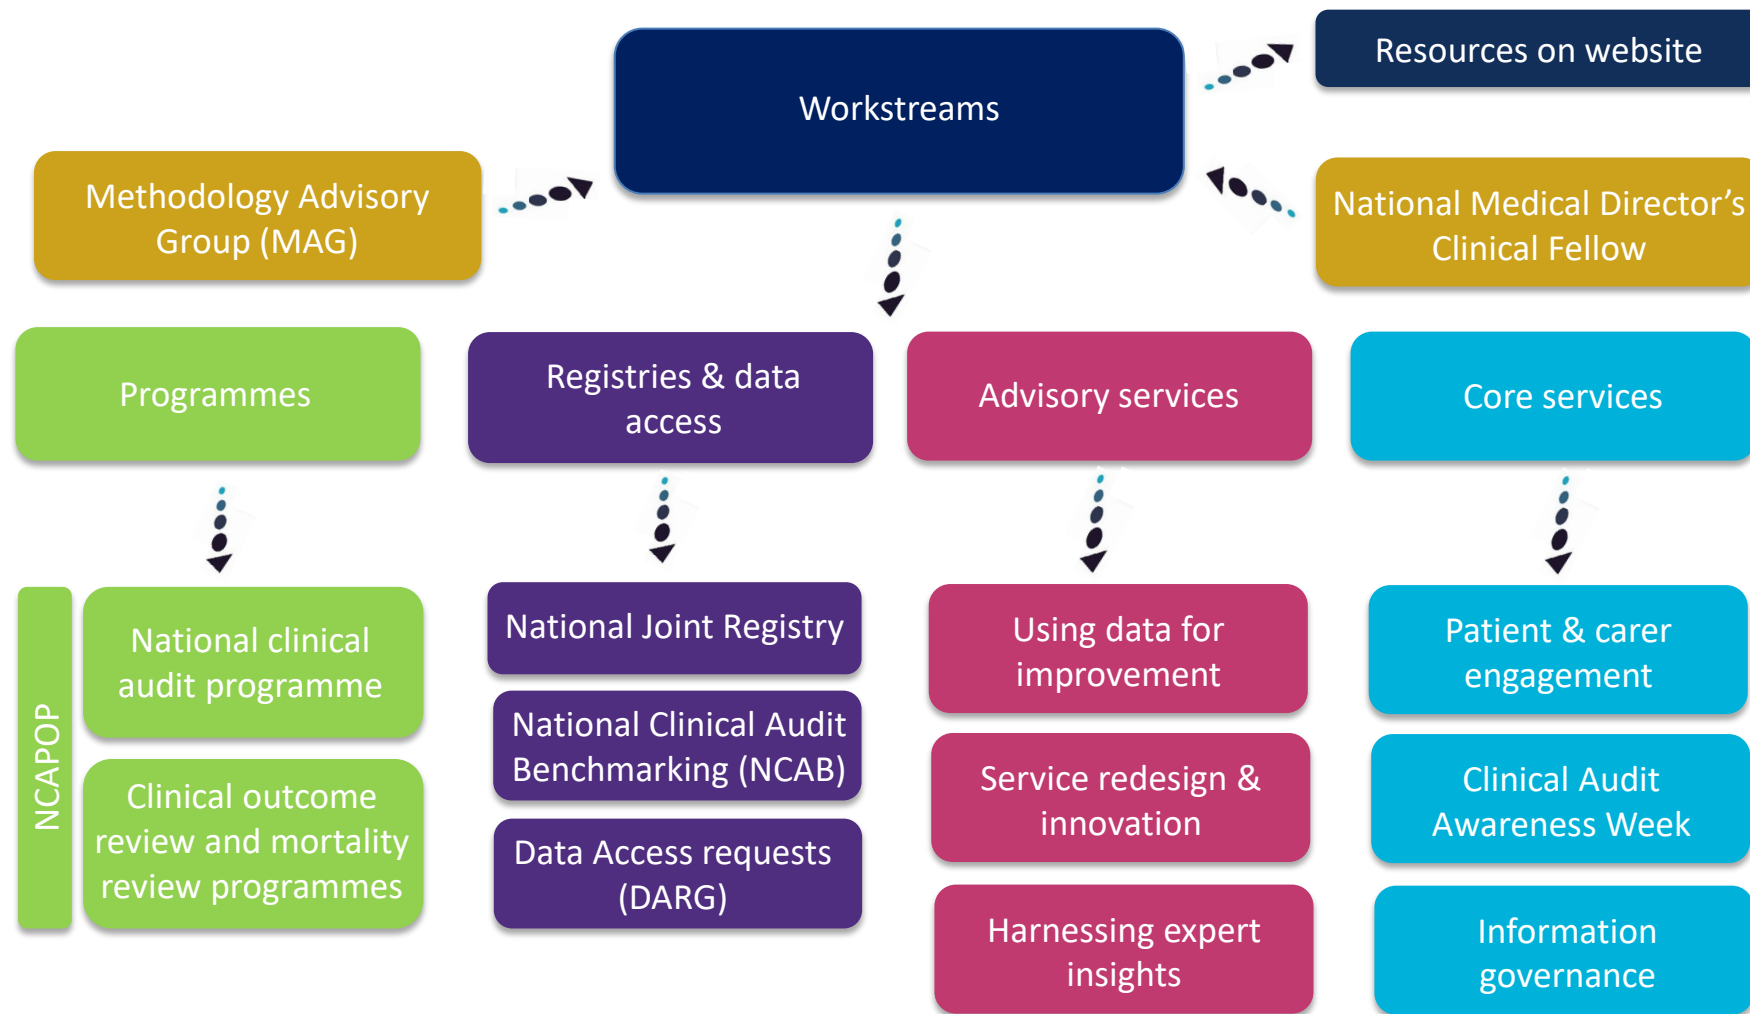 Workstreams
Resources on website
Methodology Advisory
Group (MAG)
National Medical Director’s
Clinical Fellow
Programmes
Registries & data
access
Advisory services
Core services
NCAPOP
National clinical
audit programme
Clinical outcome
review and mortality
review programmes
National Joint Registry
National Clinical Audit
Benchmarking (NCAB)
Data Access requests
(DARG)
Using data for
improvement
Service redesign &
innovation
Harnessing expert
insights
Patient & carer
engagement
Clinical Audit
Awareness Week
Information
governance